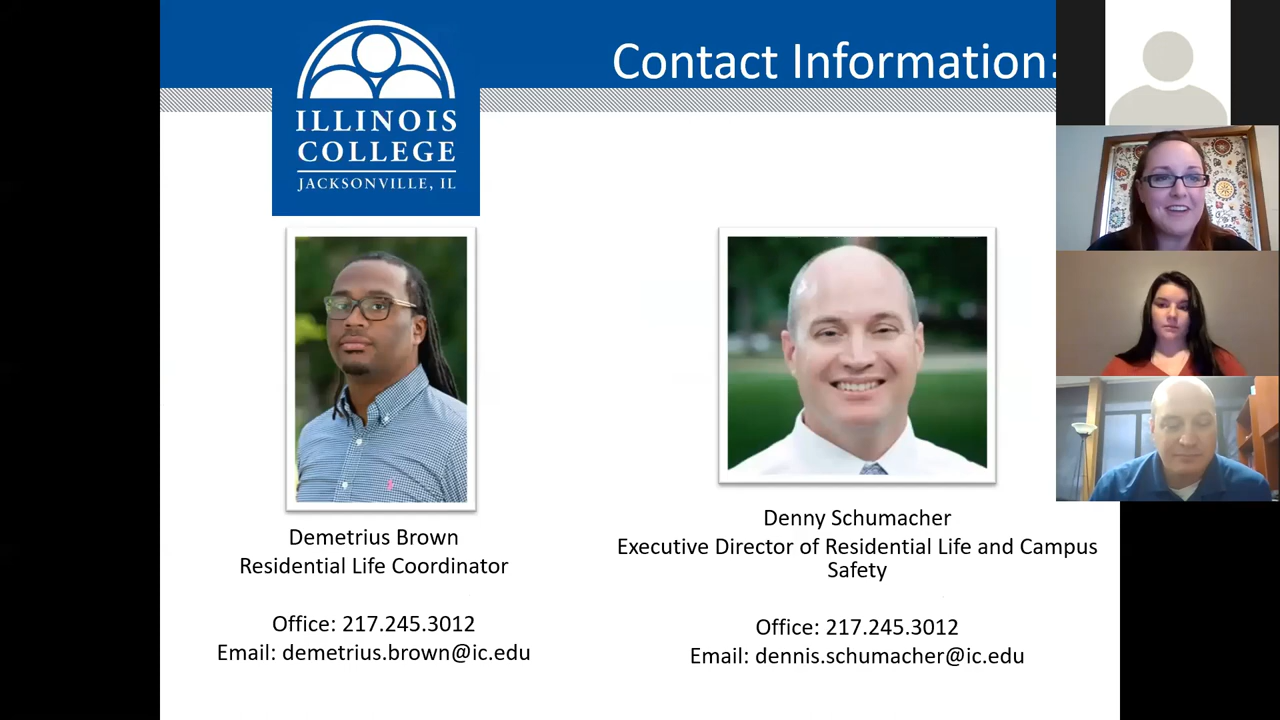 Contact Information:
ILLINOIS
COLLEGE
JACKSONVILLE, IL
Demetrius Brown
Residential Life Coordinator
Office: 217.245.3012
Email: demetrius.brown@ic.edu
Denny Schumacher
Executive Director of Residential Life and Campus
Safety
Office: 217.245.3012
Email: dennis.schumacher@ic.edu